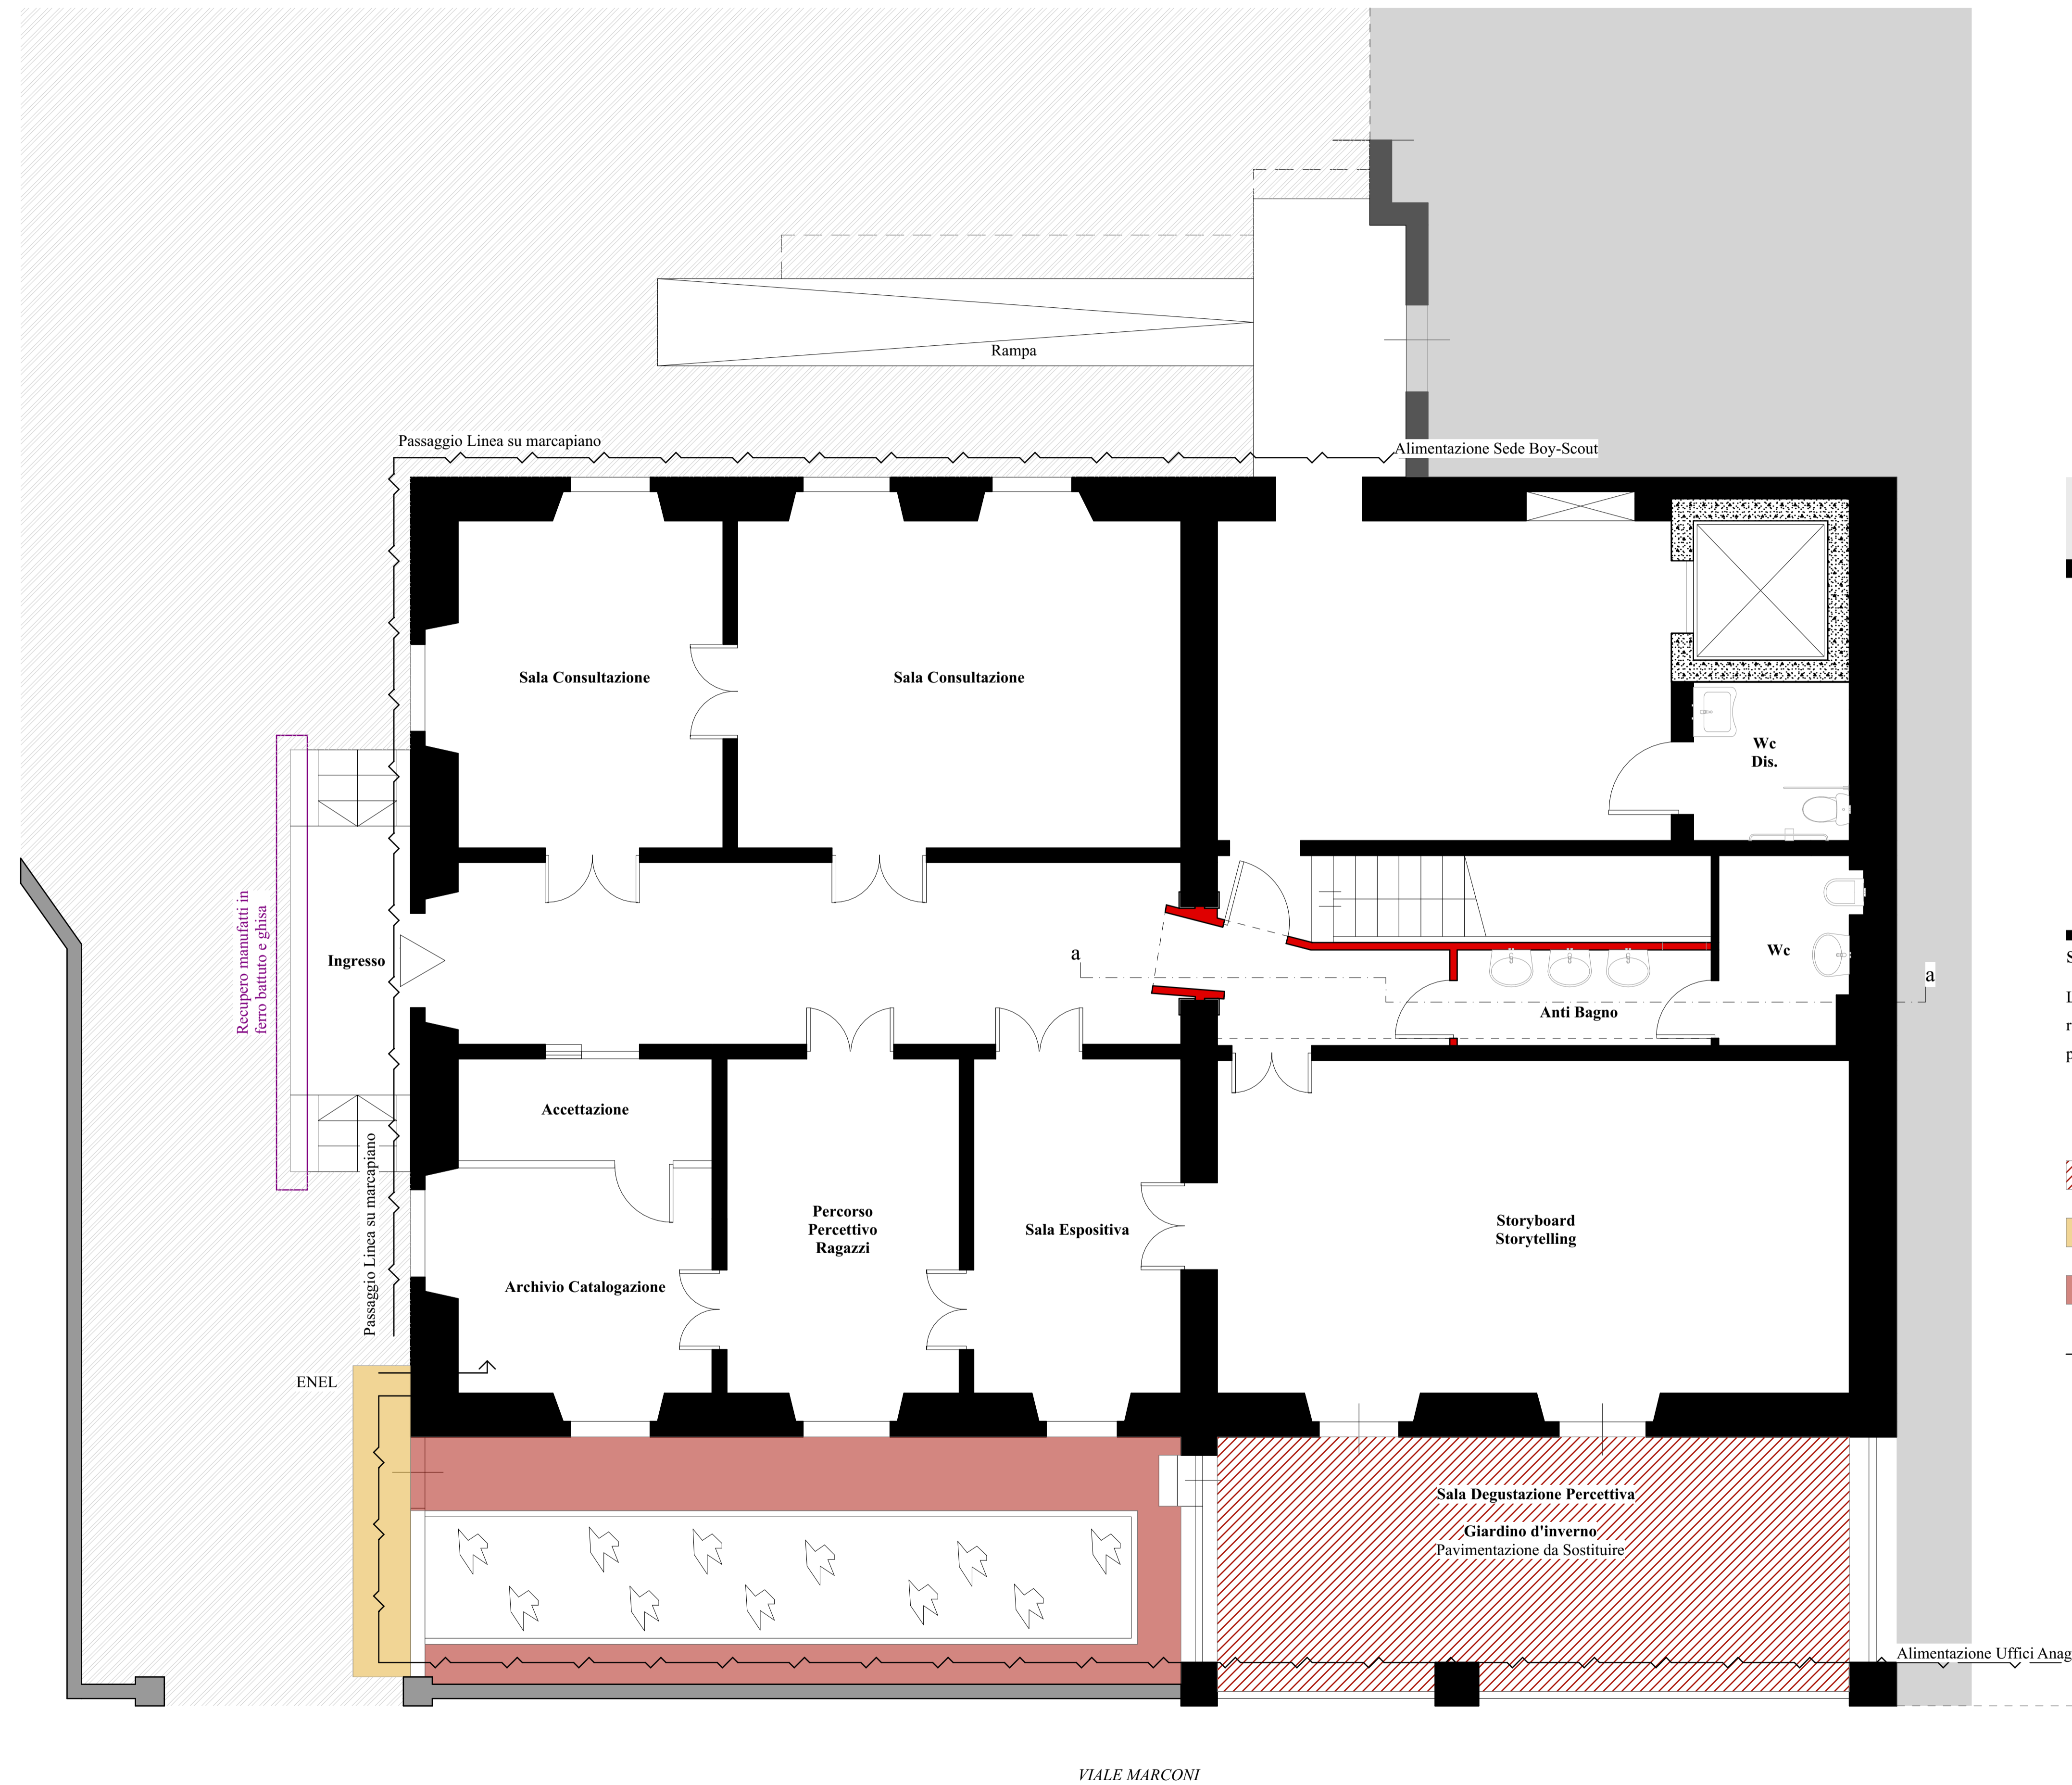 Rampa
Passaggio Linea su marcapiano
Alimentazione Sede Boy-Scout
Sala Consultazione
Sala Consultazione
Wc
Dis.
Recupero manufatti in
ferro battuto e ghisa
Ingresso
a
Wc
a
Anti Bagno
Accettazione
Passaggio Linea su marcapiano
Percorso
Percettivo
Ragazzi
Sala Espositiva
Storyboard
Storytelling
Archivio Catalogazione
ENEL
Sala Degustazione Percettiva
Giardino d'inverno
Pavimentazione da Sostituire
Alimentazione Uffici Anag
VIALE MARCONI